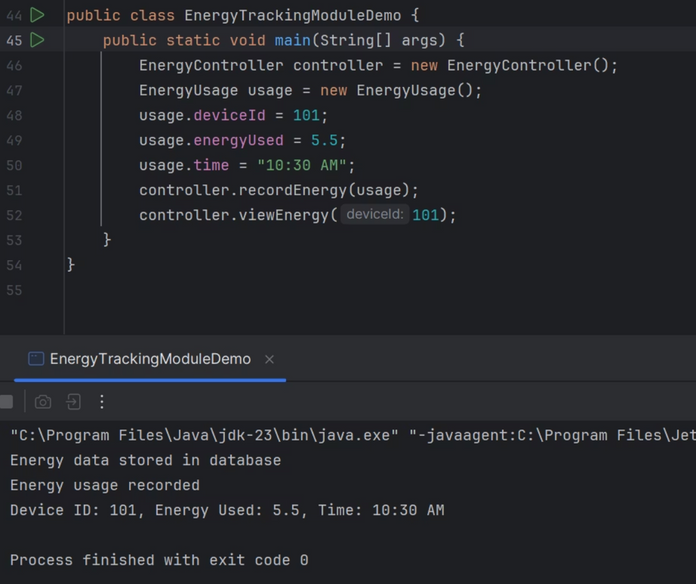 44 public class EnergyTrackingModuleDemo {
45 public static void main(String[] args) {
46 EnergyController controller = new EnergyController();
47 EnergyUsage usage = new EnergyUsage();
48 usage.deviceId = 101;
49 usage.energyUsed = 5.5;
50 usage.time = "10:30 AM";
51 controller.recordEnergy(usage);
52 controller.viewEnergy( deviceId: 101);
53 }
54 }
55
EnergyTrackingModuleDemo ×
"C:\Program Files\Java\jdk-23\bin\java.exe" "-javaagent:C:\Program Files\Jet
Energy data stored in database
Energy usage recorded
Device ID: 101, Energy Used: 5.5, Time: 10:30 AM
Process finished with exit code 0